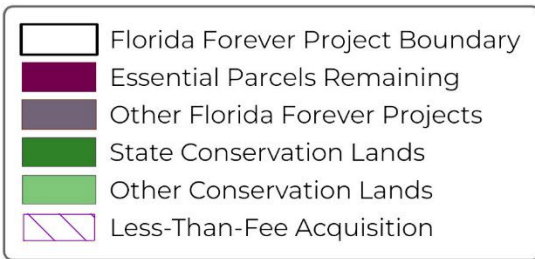 Florida Forever Project Boundary
Essential Parcels Remaining
Other Florida Forever Projects
State Conservation Lands
Other Conservation Lands
Less-Than-Fee Acquisition